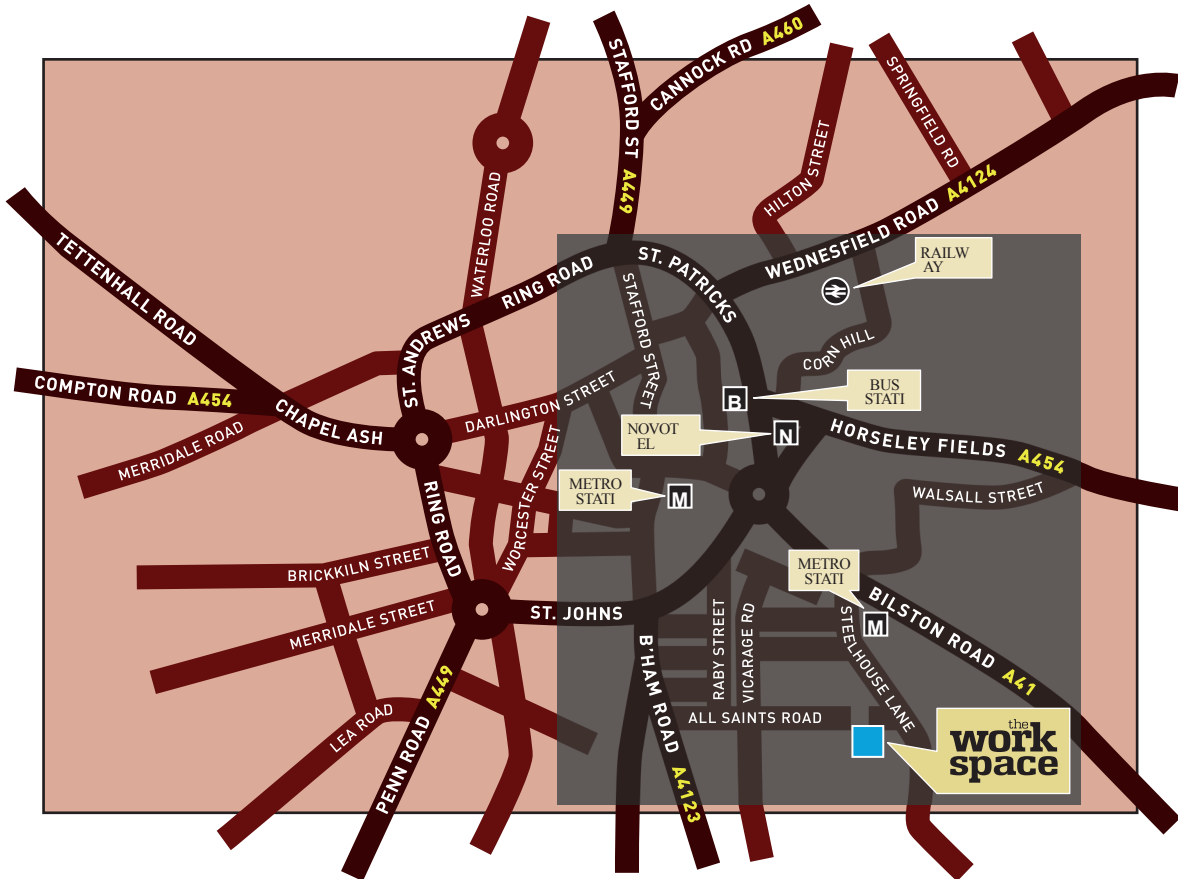 STAFFORD ST A449
CANNOCK RD A460
HILTON STREET
SPRINGFIELD RD
WEDNESFIELD ROAD A4124
WATERLOO ROAD
TETTENHALL ROAD
COMPTON ROAD A454
CHAPEL ASH
MERRIDALE ROAD
ST. ANDREWS
RING ROAD
ST. PATRICKS
STAFFORD STREET
RAILW
AY
CORN HILL
BUS
STATI
B
NOVOT
EL
N
METRO
STATI
M
DARLINGTON STREET
HORSELEY FIELDS A454
WALSALL STREET
RING ROAD
WORCESTER STREET
BRICKKILN STREET
MERRIDALE STREET
ST. JOHNS
METRO
STATI
M
BILSTON ROAD A41
STEELHOUSE LANE
RABY STREET
VICARAGE RD
B'HAM ROAD A4123
ALL SAINTS ROAD
LEA ROAD
PENN ROAD A449
the
work
space